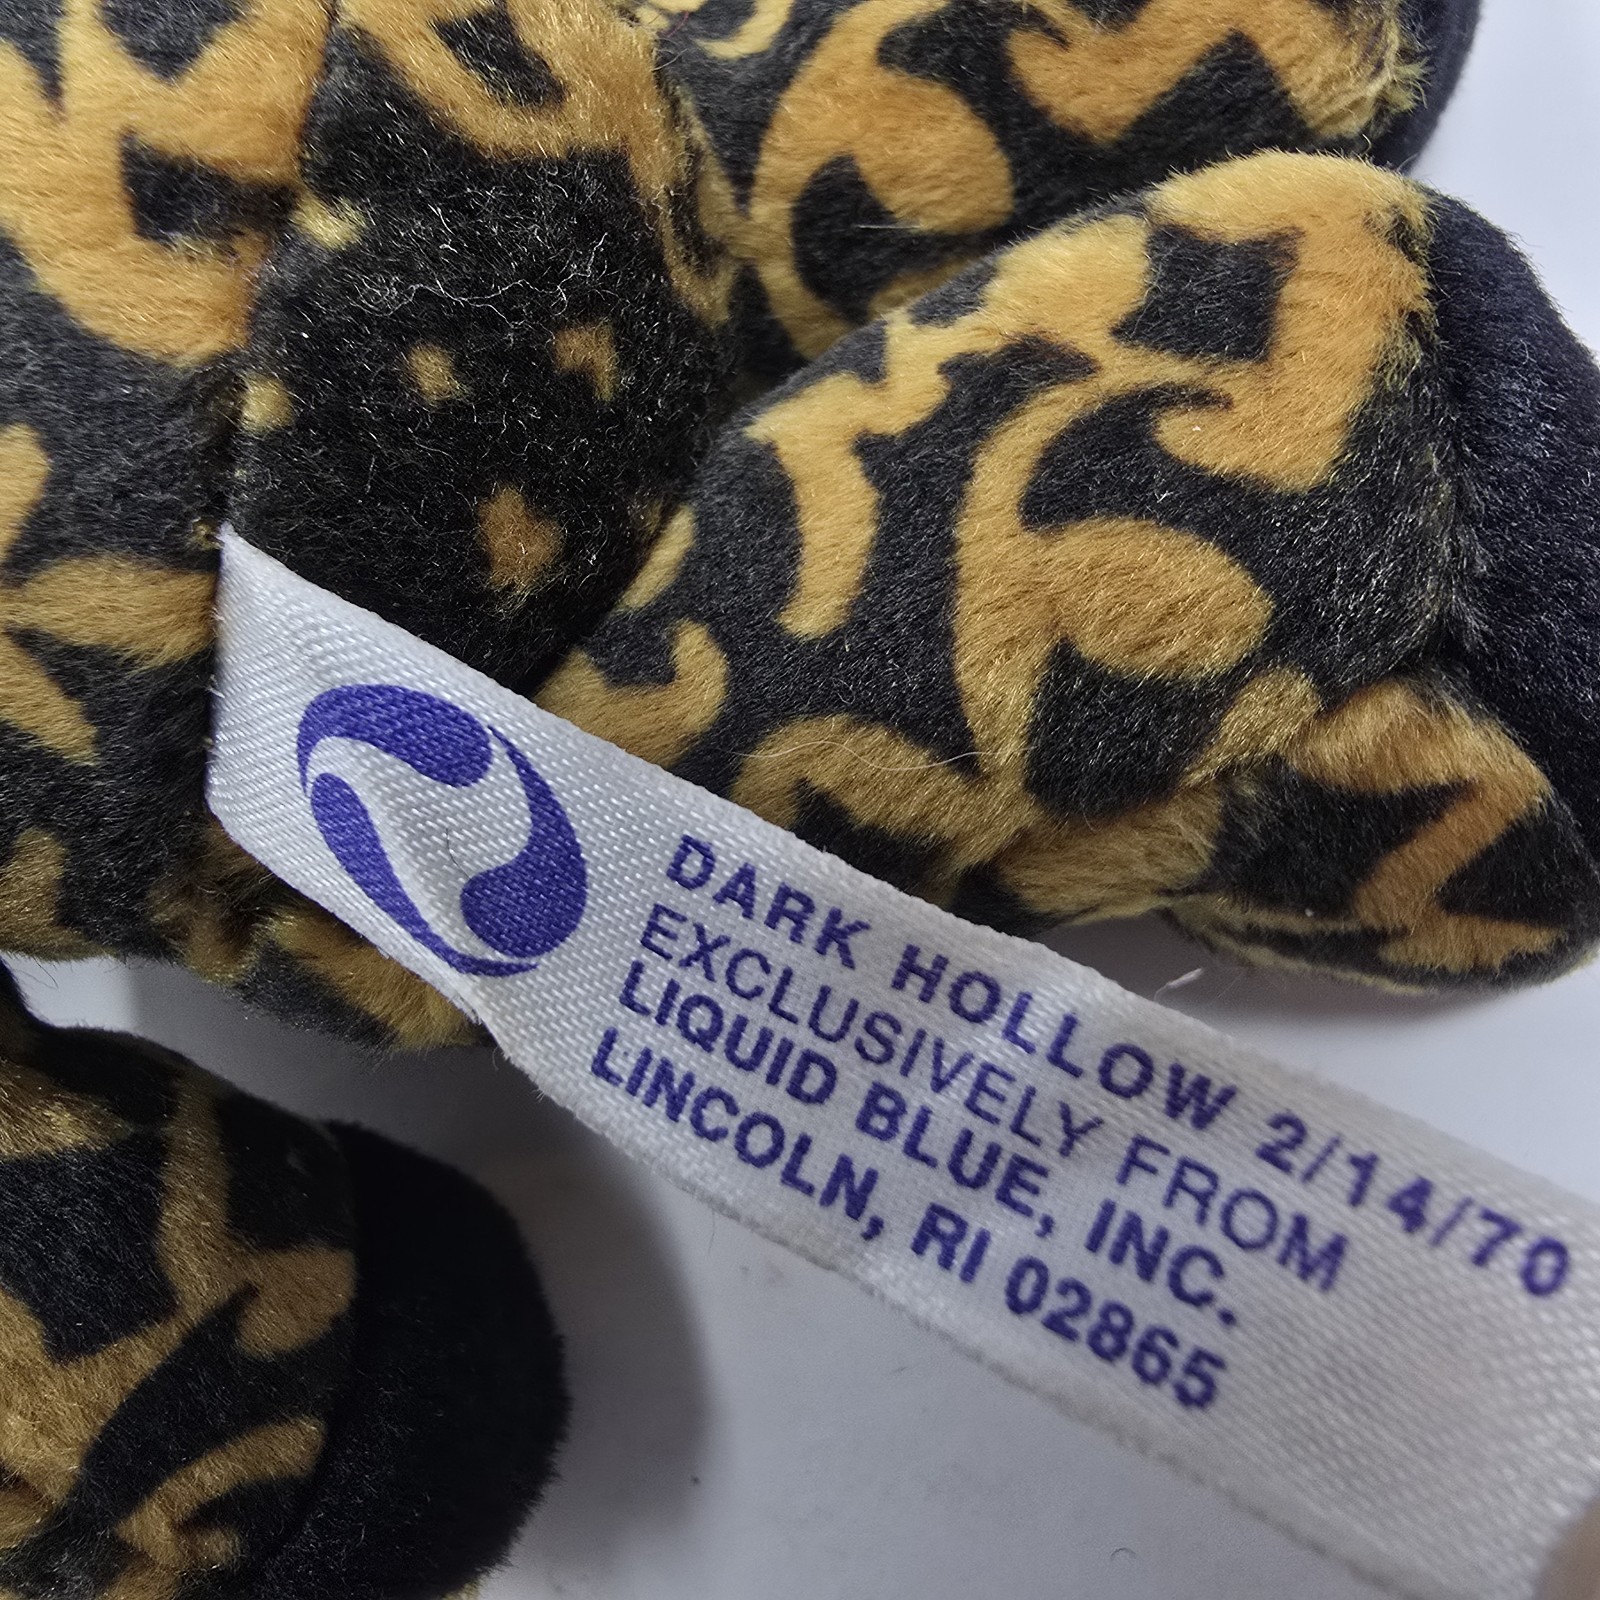 DARK HOLLOW 2/14/70
EXCLUSIVELY FROM
LIQUID BLUE, INC.
LINCOLN, RI 02865